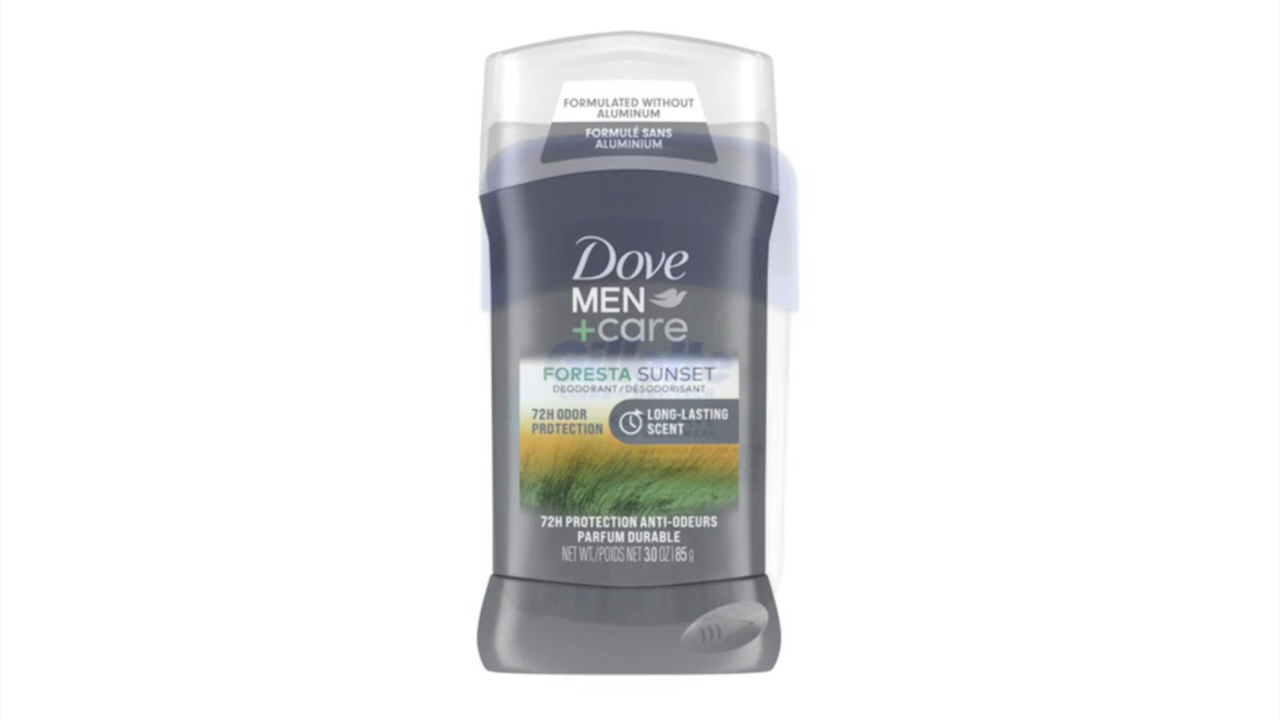 FORMULATED WITHOUT
ALUMINUM
FORMULÉ SANS
ALUMINIUM
Dove
MEN
+care
Gillette
FORESTA SUNSET
DEODORANT/DÉSODORISANT
72H ODOR
PROTECTION
LONG-LASTING
SCENT
72H PROTECTION ANTI-ODEURS
PARFUM DURABLE
NET WT./POIDS NET 3.0 OZ | 85 g